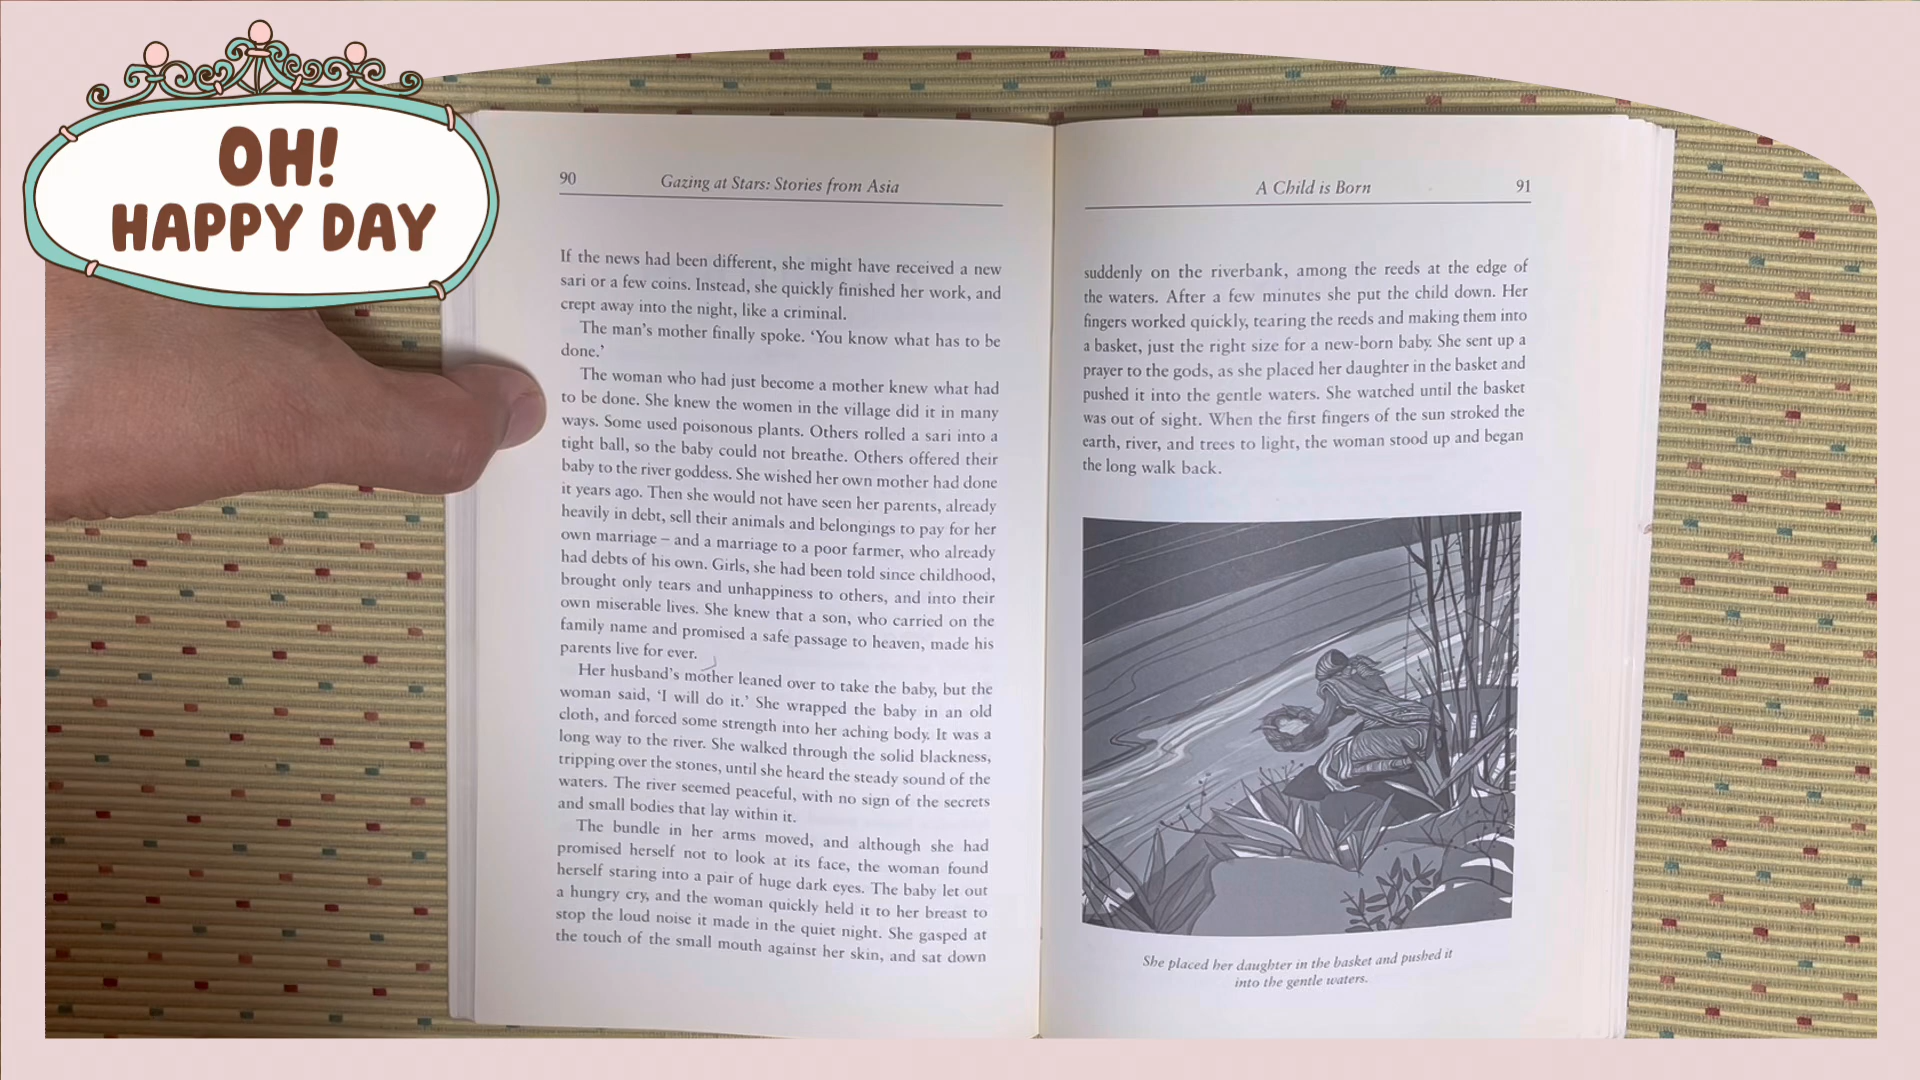 OH!
HAPPY DAY
90
Gazing at Stars: Stories from Asia
If the news had been different, she might have received a new
sari or a few coins. Instead, she quickly finished her work, and
crept away into the night, like a criminal.
The man's mother finally spoke. 'You know what has to be
done.'
The woman who had just become a mother knew what had
to be done. She knew the women in the village did it in many
ways. Some used poisonous plants. Others rolled a sari into a
tight ball, so the baby could not breathe. Others offered their
baby to the river goddess. She wished her own mother had done
it years ago. Then she would not have seen her parents, already
heavily in debt, sell their animals and belongings to pay for her
own marriage – and a marriage to a poor farmer, who already
had debts of his own. Girls, she had been told since childhood,
brought only tears and unhappiness to others, and into their
own miserable lives. She knew that a son, who carried on the
family name and promised a safe passage to heaven, made his
parents live for ever.
Her husband's mother leaned over to take the baby, but the
woman said, 'I will do it.' She wrapped the baby in an old
cloth, and forced some strength into her aching body. It was a
long way to the river. She walked through the solid blackness,
tripping over the stones, until she heard the steady sound of the
waters. The river seemed peaceful, with no sign of the secrets
and small bodies that lay within it.
The bundle in her arms moved, and although she had
promised herself not to look at its face, the woman found
herself staring into a pair of huge dark eyes. The baby let out
a hungry cry, and the woman quickly held it to her breast to
stop the loud noise it made in the quiet night. She gasped at
the touch of the small mouth against her skin, and sat down
A Child is Born
91
suddenly on the riverbank, among the reeds at the edge of
the waters. After a few minutes she put the child down. Her
fingers worked quickly, tearing the reeds and making them into
a basket, just the right size for a new-born baby. She sent up a
prayer to the gods, as she placed her daughter in the basket and
pushed it into the gentle waters. She watched until the basket
was out of sight. When the first fingers of the sun stroked the
earth, river, and trees to light, the woman stood up and began
the long walk back.
She placed her daughter in the basket and pushed it
into the gentle waters.